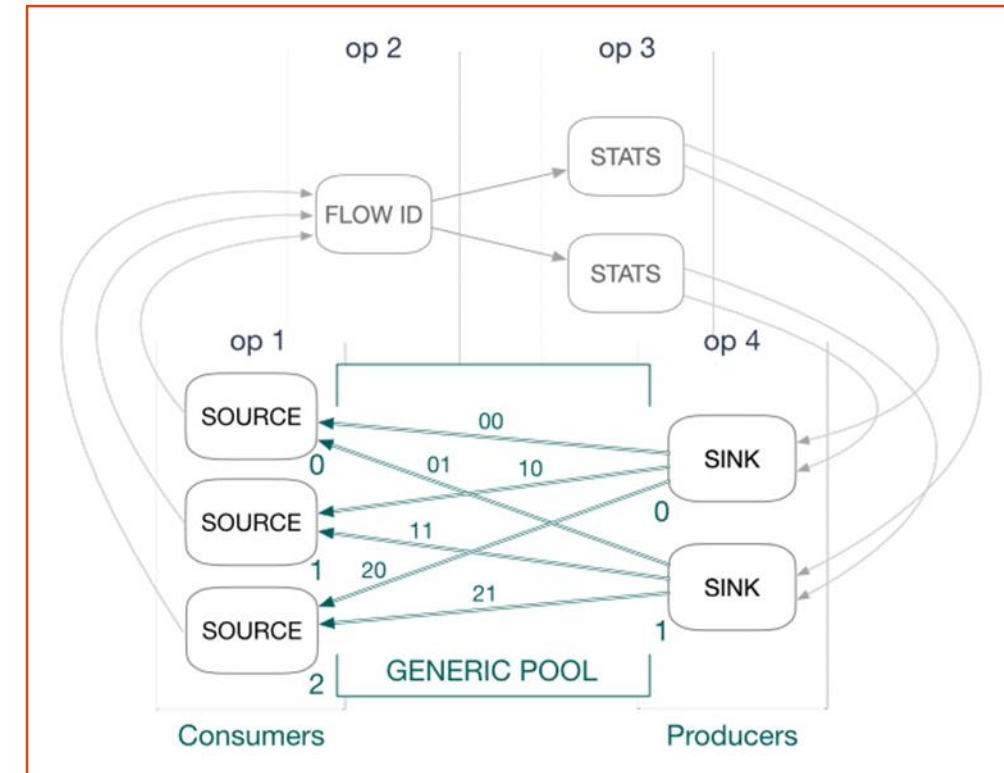 op 2
op 3
STATS
FLOW ID
STATS
op 1
op 4
SOURCE
0
00
01
10
SINK
0
SOURCE
1
11
20
SINK
1
21
SOURCE
2
GENERIC POOL
Consumers
Producers